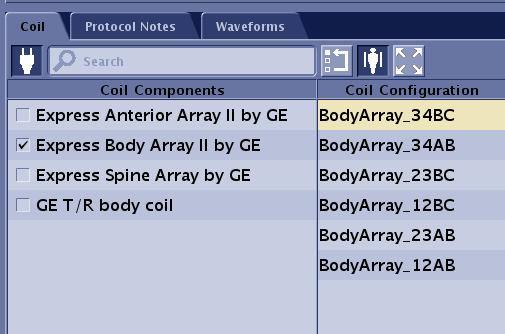 Coil Protocol Notes Waveforms
Search
Coil Components Coil Configuration
Express Anterior Array II by GE BodyArray_34BC
Express Body Array II by GE BodyArray_34AB
Express Spine Array by GE BodyArray_23BC
GE T/R body coil BodyArray_12BC
BodyArray_23AB
BodyArray_12AB